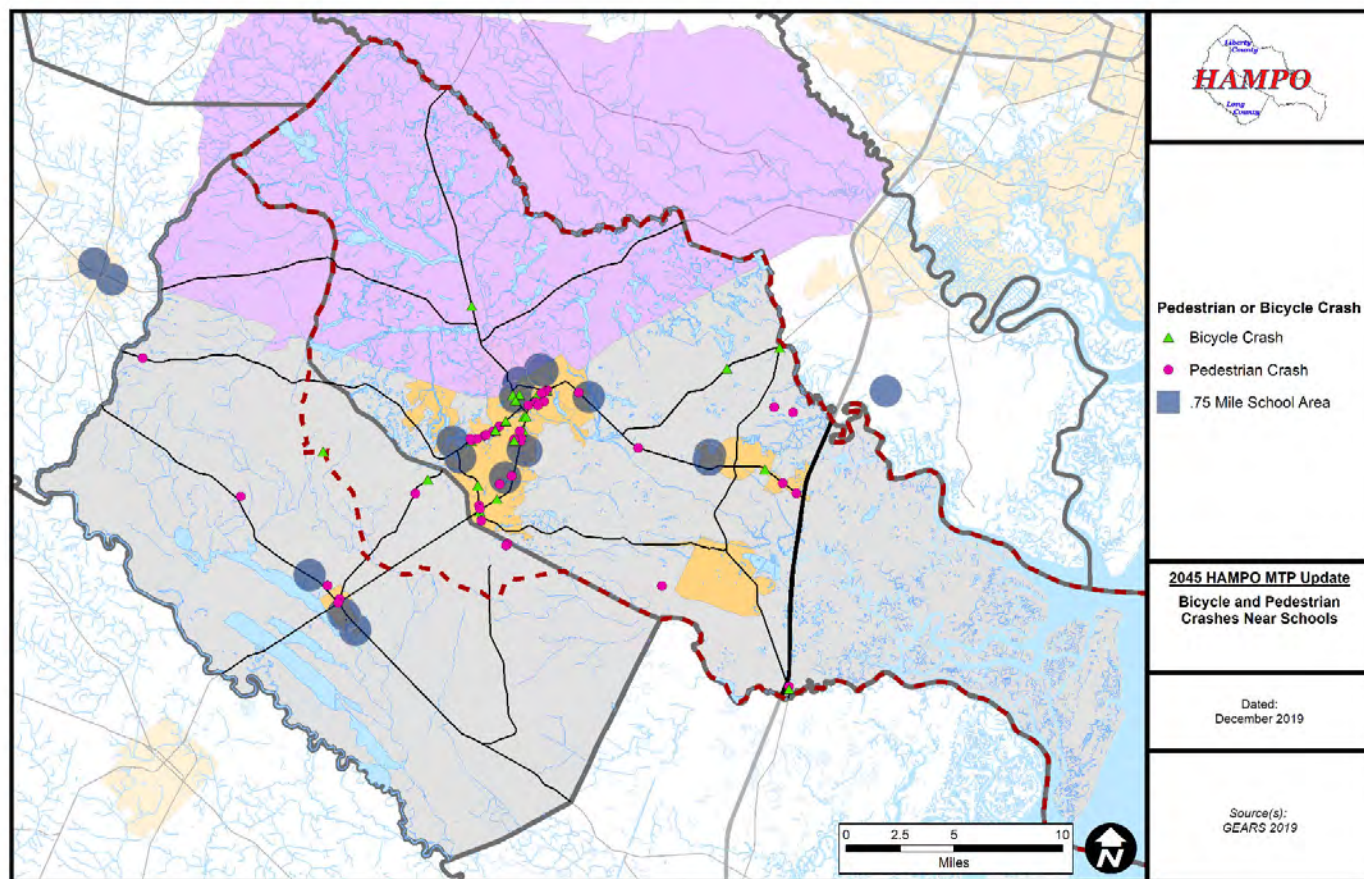 Liberty
County
HAMPO
Long
County
Pedestrian or Bicycle Crash
Bicycle Crash
Pedestrian Crash
.75 Mile School Area
2045 HAMPO MTP Update
Bicycle and Pedestrian
Crashes Near Schools
Dated:
December 2019
Source(s):
GEARS 2019
0 2.5 5 10
Miles
N